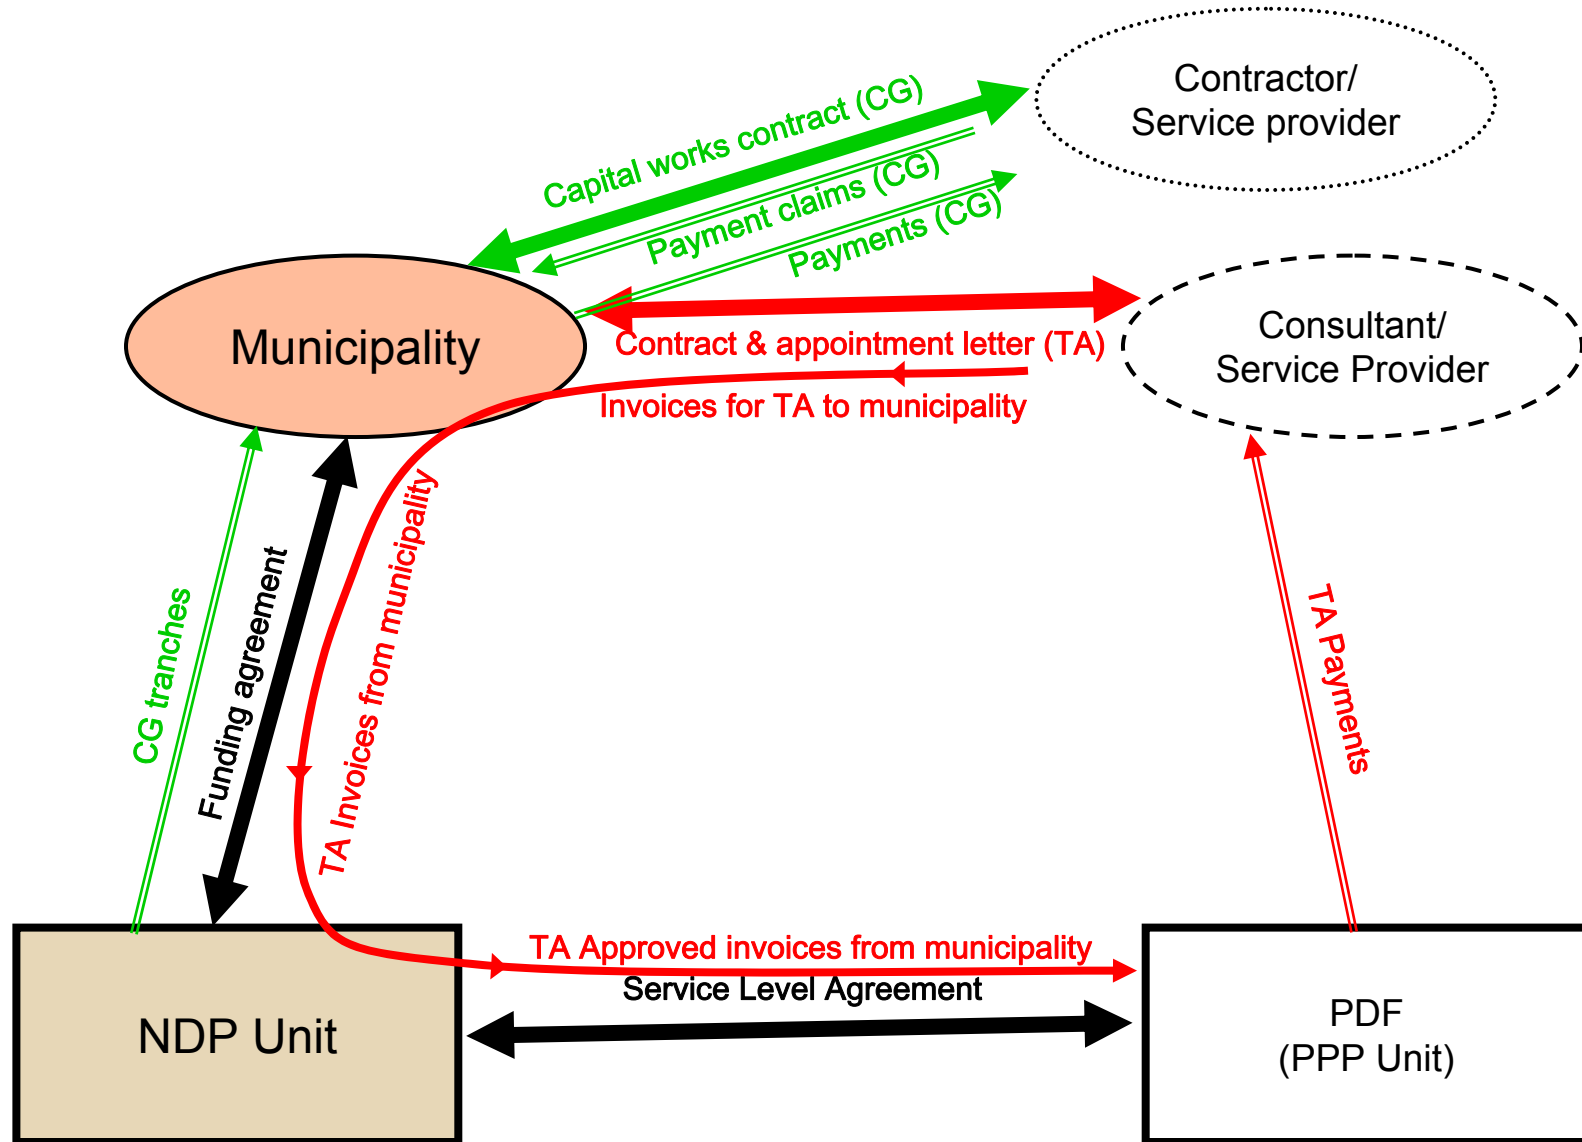 Contractor/
Service provider
Capital works contract (CG)
Payment claims (CG)
Payments (CG)
Municipality
Consultant/
Service Provider
Contract & appointment letter (TA)
Invoices for TA to municipality
TA Invoices from municipality
Funding agreement
CG tranches
TA Payments
TA Approved invoices from municipality
Service Level Agreement
NDP Unit
PDF
(PPP Unit)